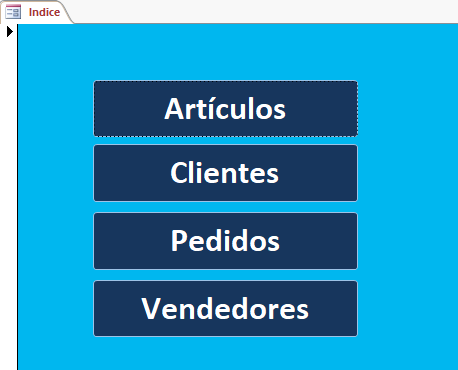 Indice
Artículos
Clientes
Pedidos
Vendedores